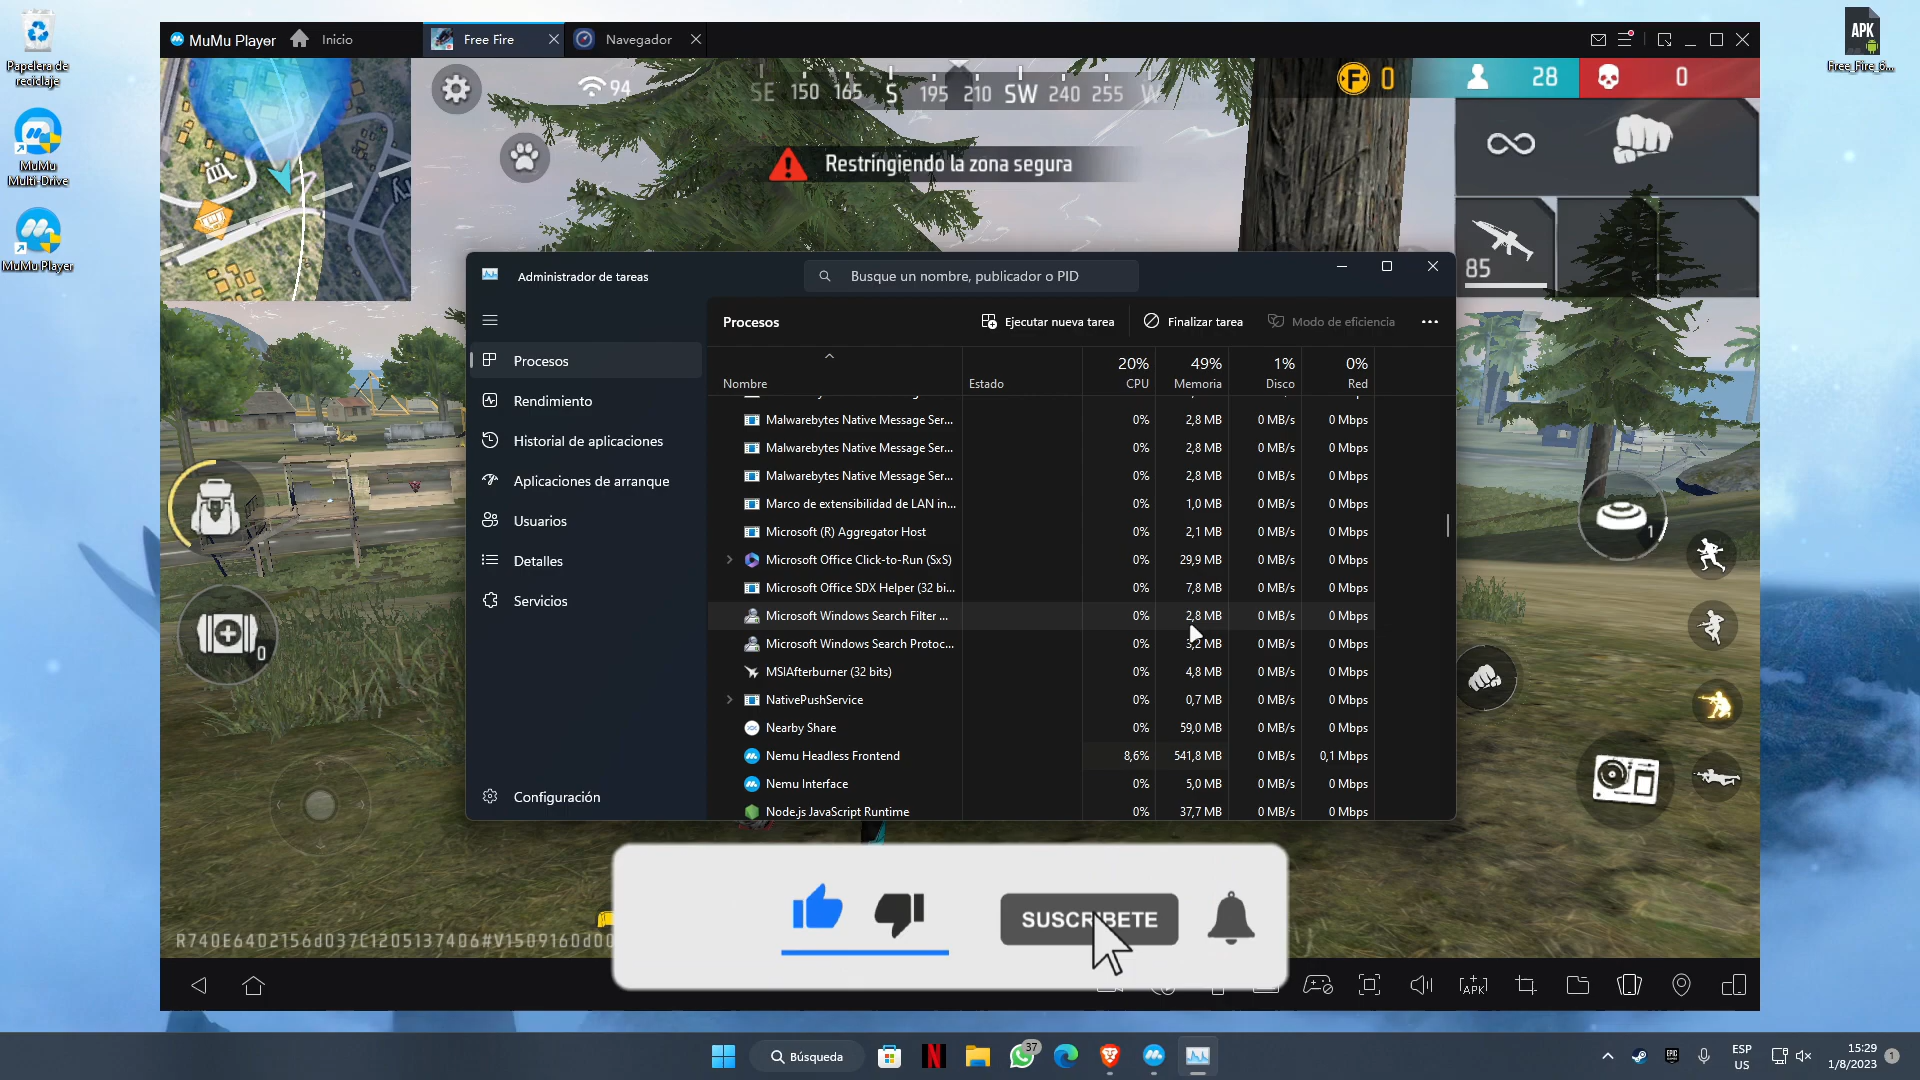 Papelera de
reciclaje
MuMu
Multi-Drive
MuMu Player
Free_Fire_6...
MuMu Player
Inicio
Free Fire
Navegador
94
SE 150 165 S 195 210 SW 240 255 W
0
28
0
Restringiendo la zona segura
85
1
0
Administrador de tareas
Busque un nombre, publicador o PID
Procesos
Ejecutar nueva tarea
Finalizar tarea
Modo de eficiencia
Procesos
Rendimiento
Historial de aplicaciones
Aplicaciones de arranque
Usuarios
Detalles
Servicios
Configuración
20% 49% 1% 0%
Nombre Estado CPU Memoria Disco Red
Malwarebytes Native Message Ser... 0% 2,8 MB 0 MB/s 0 Mbps
Malwarebytes Native Message Ser... 0% 2,8 MB 0 MB/s 0 Mbps
Malwarebytes Native Message Ser... 0% 2,8 MB 0 MB/s 0 Mbps
Marco de extensibilidad de LAN in... 0% 1,0 MB 0 MB/s 0 Mbps
Microsoft (R) Aggregator Host 0% 2,1 MB 0 MB/s 0 Mbps
Microsoft Office Click-to-Run (SxS) 0% 29,9 MB 0 MB/s 0 Mbps
Microsoft Office SDX Helper (32 bi... 0% 7,8 MB 0 MB/s 0 Mbps
Microsoft Windows Search Filter ... 0% 2,8 MB 0 MB/s 0 Mbps
Microsoft Windows Search Protoc... 0% 3,2 MB 0 MB/s 0 Mbps
MSIAfterburner (32 bits) 0% 4,8 MB 0 MB/s 0 Mbps
NativePushService 0% 0,7 MB 0 MB/s 0 Mbps
Nearby Share 0% 59,0 MB 0 MB/s 0 Mbps
Nemu Headless Frontend 8,6% 541,8 MB 0 MB/s 0,1 Mbps
Nemu Interface 0% 5,0 MB 0 MB/s 0 Mbps
Node.js JavaScript Runtime 0% 37,7 MB 0 MB/s 0 Mbps
SUSCRIBETE
APK
APK
Búsqueda
37
ESP
US
15:29
1/8/2023
1